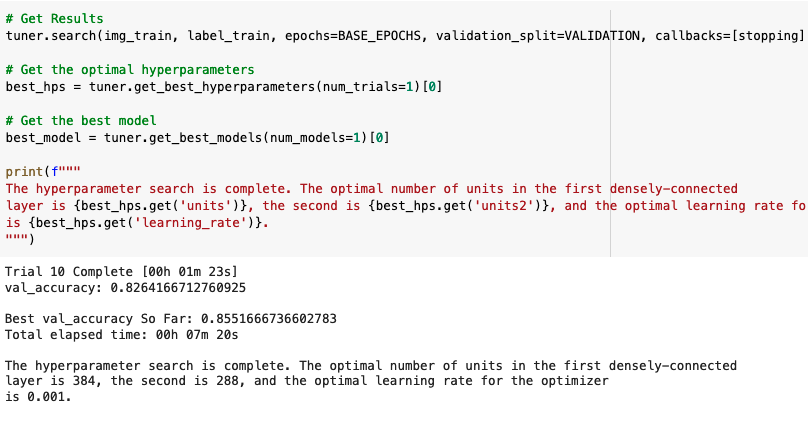 # Get Results
tuner.search(img_train, label_train, epochs=BASE_EPOCHS, validation_split=VALIDATION, callbacks=[stopping]
# Get the optimal hyperparameters
best_hps = tuner.get_best_hyperparameters(num_trials=1)[0]
# Get the best model
best_model = tuner.get_best_models(num_models=1)[0]
print(f"""
The hyperparameter search is complete. The optimal number of units in the first densely-connected
layer is {best_hps.get('units')}, the second is {best_hps.get('units2')}, and the optimal learning rate fo
is {best_hps.get('learning_rate')}.
""")
Trial 10 Complete [00h 01m 23s]
val_accuracy: 0.8264166712760925
Best val_accuracy So Far: 0.8551666736602783
Total elapsed time: 00h 07m 20s
The hyperparameter search is complete. The optimal number of units in the first densely-connected
layer is 384, the second is 288, and the optimal learning rate for the optimizer
is 0.001.